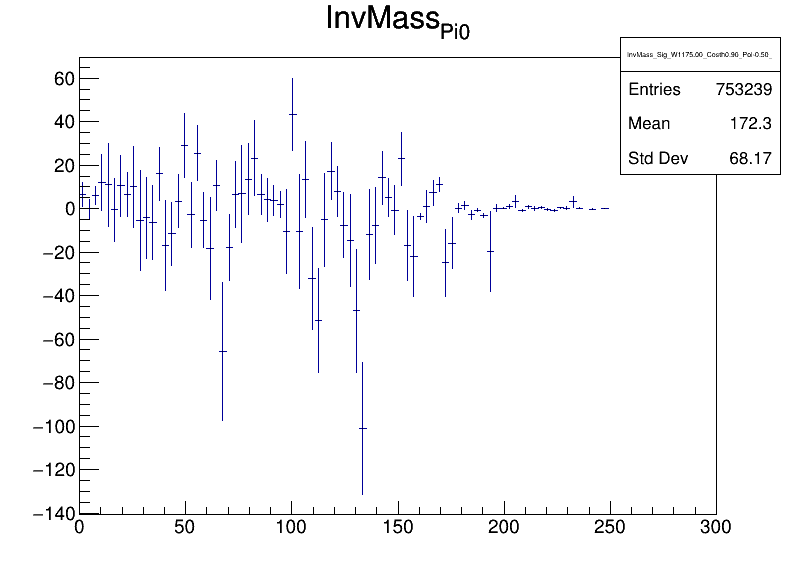 InvMass_Pi0
InvMass_Sig_W1175.00_Costh0.90_Pol-0.50_
Entries 753239
Mean 172.3
Std Dev 68.17
60
40
20
0
−20
−40
−60
−80
−100
−120
−140
0 50 100 150 200 250 300